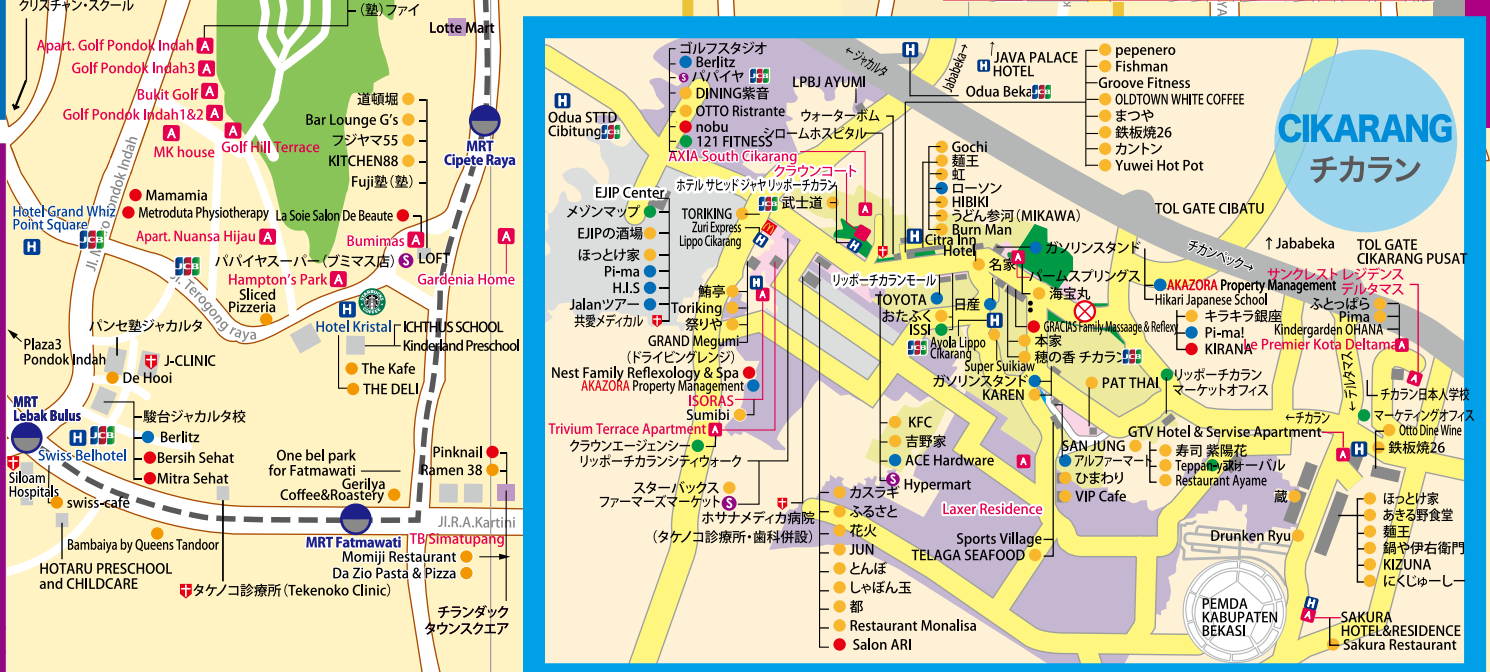 クリスチャン・スクール
(塾)ファイ
Lotte Mart
Apart. Golf Pondok Indah
A
Golf Pondok Indah3
A
Bukit Golf
A
Golf Pondok Indah1&2
A
MK house
A
Golf Hill Terrace
A
道頓堀
Bar Lounge G's
フジヤマ55
KITCHEN88
Fuji塾(塾)
MRT
Cipete Raya
Mamamia
Metroduta Physiotherapy
La Soie Salon De Beaute
Hotel Grand Whiz
Point Square
H
JCB
Apart. Nuansa Hijau
A
Bumimas
A
パパイヤスーパー(ブミマス店)
S
LOFT
A
Gardenia Home
JCB
Hampton's Park
A
Sliced
Pizzeria
Jl. Terogong raya
H
Hotel Kristal
ICHTHUS SCHOOL
Kinderland Preschool
パンセ塾ジャカルタ
Plaza3
Pondok Indah
J-CLINIC
De Hooi
The Kafe
THE DELI
MRT
Lebak Bulus
駿台ジャカルタ校
H
JCB
Berlitz
Swiss-Belhotel
Bersih Sehat
Mitra Sehat
Siloam
Hospitals
swiss-cafe
One bel park
for Fatmawati
Gerilya
Coffee&Roastery
Pinknail
Ramen 38
Jl.R.A.Kartini
MRT Fatmawati
TB Simatupang
Bambaiya by Queens Tandoor
HOTARU PRESCHOOL
and CHILDCARE
タケノコ診療所(Tekenoko Clinic)
Momiji Restaurant
Da Zio Pasta & Pizza
チランダック
タウンスクエア
CIKARANG
チカラン
ゴルフスタジオ
Berlitz
S
パパイヤ
JCB
DINING紫音
OTTO Ristrante
nobu
121 FITNESS
AXIA South Cikarang
H
Odua STTD
Cibitung
JCB
LPBJ AYUMI
ウォーターボム
シロームホスピタル
クラウンコート
←ジャカルタ
H
Jababeka→
↑
H
JAVA PALACE
HOTEL
Odua Beka
JCB
pepenero
Fishman
Groove Fitness
OLDTOWN WHITE COFFEE
まつや
鉄板焼26
カントン
Yuwei Hot Pot
EJIP Center
メゾンマップ
EJIPの酒場
ほっとけ家
Pi-ma
H.I.S
Jalanツアー
共愛メディカル
ホテル サヒッド ジャヤ リッポーチカラン
JCB
武士道
TORIKING
Zuri Express
Lippo Cikarang
H
A
Gochi
麺王
虹
ローソン
HIBIKI
うどん参河(MIKAWA)
Burn Man
H
Citra Inn
Hotel
名家
A
ガソリンスタンド
パームスプリングス
海宝丸
GRACIAS Family Massaage & Reflexy
本家
穂の香 チカラン
JCB
TOL GATE CIBATU
チカンペック→
↑Jababeka
TOL GATE
CIKARANG PUSAT
AKAZORA Property Management
Hikari Japanese School
キラキラ銀座
Pi-ma!
KIRANA
サンクレスト レジデンス
デルタマス
ふとっぱら
Pima
Kindergarden OHANA
Le Premier Kota Deltamas
A
リッポーチカランモール
TOYOTA
おたふく
ISSI
日産
H
JCB
Ayola Lippo
Cikarang
Super Suikiaw
ガソリンスタンド
KAREN
PAT THAI
リッポーチカラン
マーケットオフィス
鮪亭
Toriking
祭りや
GRAND Megumi
(ドライビングレンジ)
Nest Family Reflexology & Spa
AKAZORA Property Management
ISORAS
Sumibi
Trivium Terrace Apartment
A
クラウンエージェンシー
リッポーチカランシティウォーク
スターバックス
ファーマーズマーケット
S
ホサナメディカ病院
(タケノコ診療所・歯科併設)
KFC
吉野家
ACE Hardware
S
Hypermart
A
Laxer Residence
Sports Village
TELAGA SEAFOOD
SAN JUNG
アルファーマート
ひまわり
VIP Cafe
GTV Hotel & Servise Apartment
寿司 紫陽花
Restaurant Ayame
←チカラン
←デルタマス
A
チカラン日本人学校
マーケティングオフィス
Otto Dine Wine
鉄板焼26
A
H
蔵
Drunken Ryu
カスラギ
ふるさと
花火
JUN
とんぼ
しゃぼん玉
都
Restaurant Monalisa
Salon ARI
ほっとけ家
あきる野食堂
麺王
鍋や伊右衛門
KIZUNA
にくじゅーしー
PEMDA
KABUPATEN
BEKASI
H
A
SAKURA
HOTEL&RESIDENCE
Sakura Restaurant